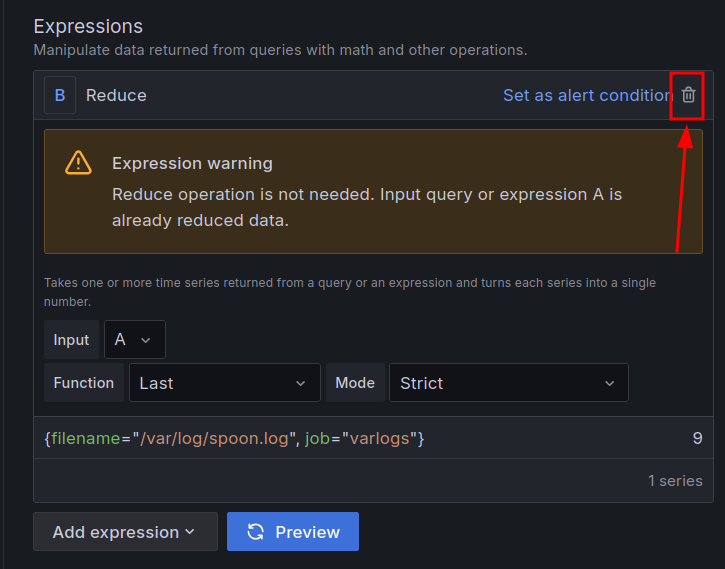 Expressions
Manipulate data returned from queries with math and other operations.
B Reduce Set as alert condition
Expression warning
Reduce operation is not needed. Input query or expression A is
already reduced data.
Takes one or more time series returned from a query or an expression and turns each series into a single
number.
Input A
Function Last Mode Strict
{filename="/var/log/spoon.log", job="varlogs"} 9
1 series
Add expression Preview